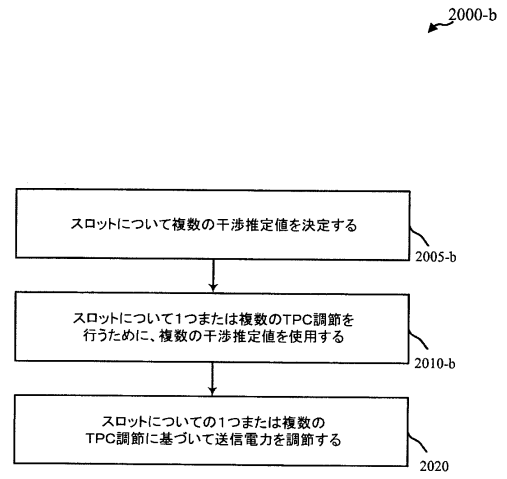 2000-b
スロットについて複数の干渉推定値を決定する
2005-b
スロットについて1つまたは複数のTPC調節を
行うために、複数の干渉推定値を使用する
2010-b
スロットについての1つまたは複数の
TPC調節に基づいて送信電力を調節する
2020